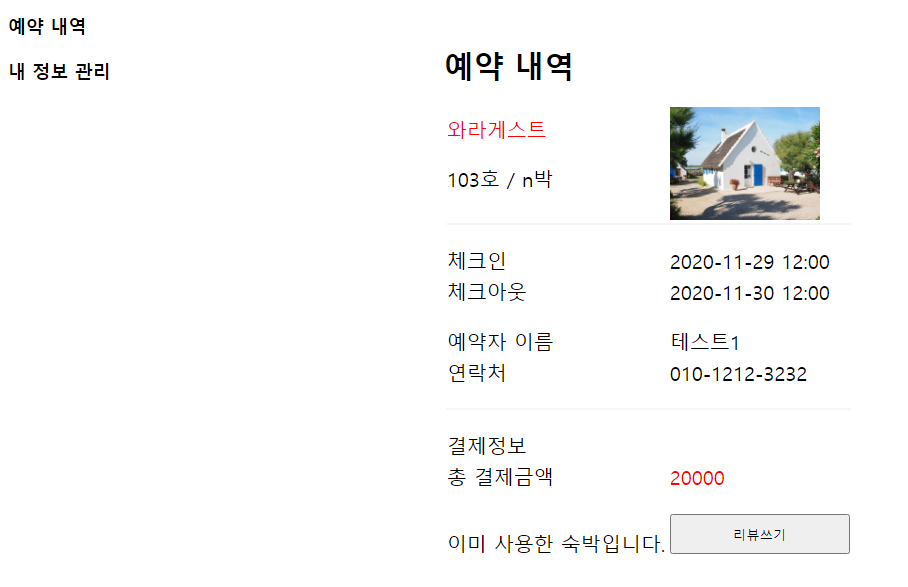 예약 내역
내 정보 관리
예약 내역
와라게스트
103호 / n박
체크인 2020-11-29 12:00
체크아웃 2020-11-30 12:00
예약자 이름 테스트1
연락처 010-1212-3232
결제정보
총 결제금액 20000
이미 사용한 숙박입니다. 리뷰쓰기